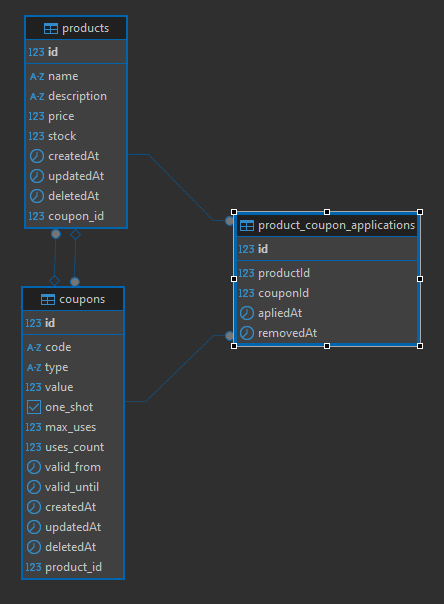 products
123 id
A-Z name
A-Z description
123 price
123 stock
createdAt
updatedAt
deletedAt
123 coupon_id
product_coupon_applications
123 id
123 productId
123 couponId
apliedAt
removedAt
coupons
123 id
A-Z code
A-Z type
123 value
one_shot
123 max_uses
123 uses_count
valid_from
valid_until
createdAt
updatedAt
deletedAt
123 product_id